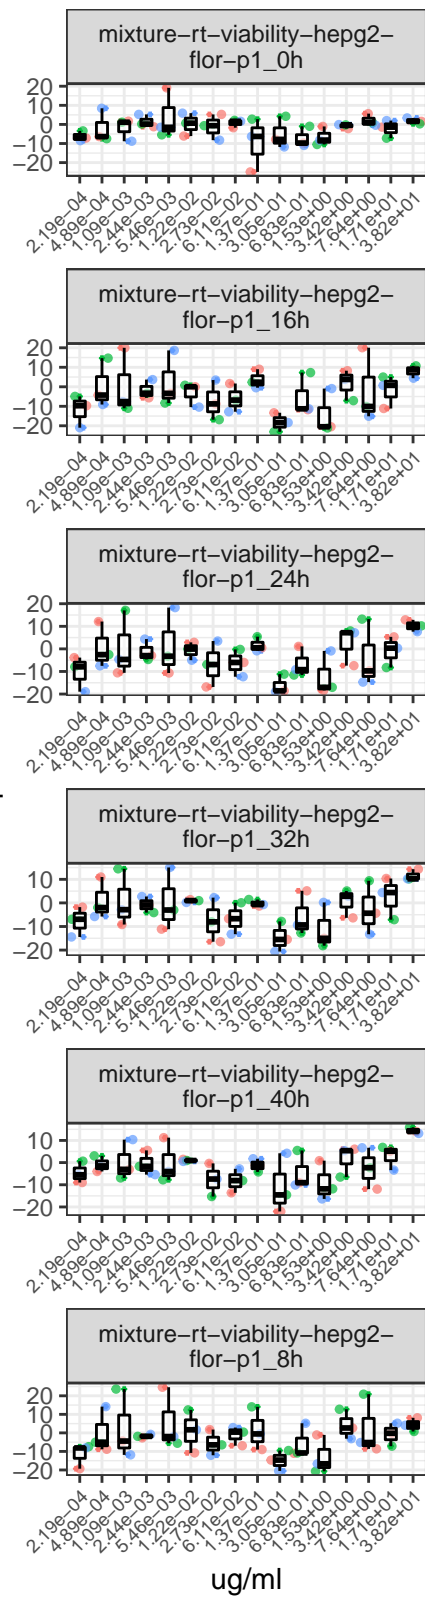 mixture−rt−viability−hepg2−
flor−p1_0h
20
10
0
−10
−20
2.19e−04
4.89e−04
1.09e−03
2.44e−03
5.46e−03
1.22e−02
2.73e−02
6.11e−02
1.37e−01
3.05e−01
6.83e−01
1.53e+00
3.42e+00
7.64e+00
1.71e+01
3.82e+01
mixture−rt−viability−hepg2−
flor−p1_16h
20
10
0
−10
−20
2.19e−04
4.89e−04
1.09e−03
2.44e−03
5.46e−03
1.22e−02
2.73e−02
6.11e−02
1.37e−01
3.05e−01
6.83e−01
1.53e+00
3.42e+00
7.64e+00
1.71e+01
3.82e+01
mixture−rt−viability−hepg2−
flor−p1_24h
20
10
0
−10
−20
2.19e−04
4.89e−04
1.09e−03
2.44e−03
5.46e−03
1.22e−02
2.73e−02
6.11e−02
1.37e−01
3.05e−01
6.83e−01
1.53e+00
3.42e+00
7.64e+00
1.71e+01
3.82e+01
mixture−rt−viability−hepg2−
flor−p1_32h
10
0
−10
−20
2.19e−04
4.89e−04
1.09e−03
2.44e−03
5.46e−03
1.22e−02
2.73e−02
6.11e−02
1.37e−01
3.05e−01
6.83e−01
1.53e+00
3.42e+00
7.64e+00
1.71e+01
3.82e+01
mixture−rt−viability−hepg2−
flor−p1_40h
10
0
−10
−20
2.19e−04
4.89e−04
1.09e−03
2.44e−03
5.46e−03
1.22e−02
2.73e−02
6.11e−02
1.37e−01
3.05e−01
6.83e−01
1.53e+00
3.42e+00
7.64e+00
1.71e+01
3.82e+01
mixture−rt−viability−hepg2−
flor−p1_8h
20
10
0
−10
−20
2.19e−04
4.89e−04
1.09e−03
2.44e−03
5.46e−03
1.22e−02
2.73e−02
6.11e−02
1.37e−01
3.05e−01
6.83e−01
1.53e+00
3.42e+00
7.64e+00
1.71e+01
3.82e+01
ug/ml